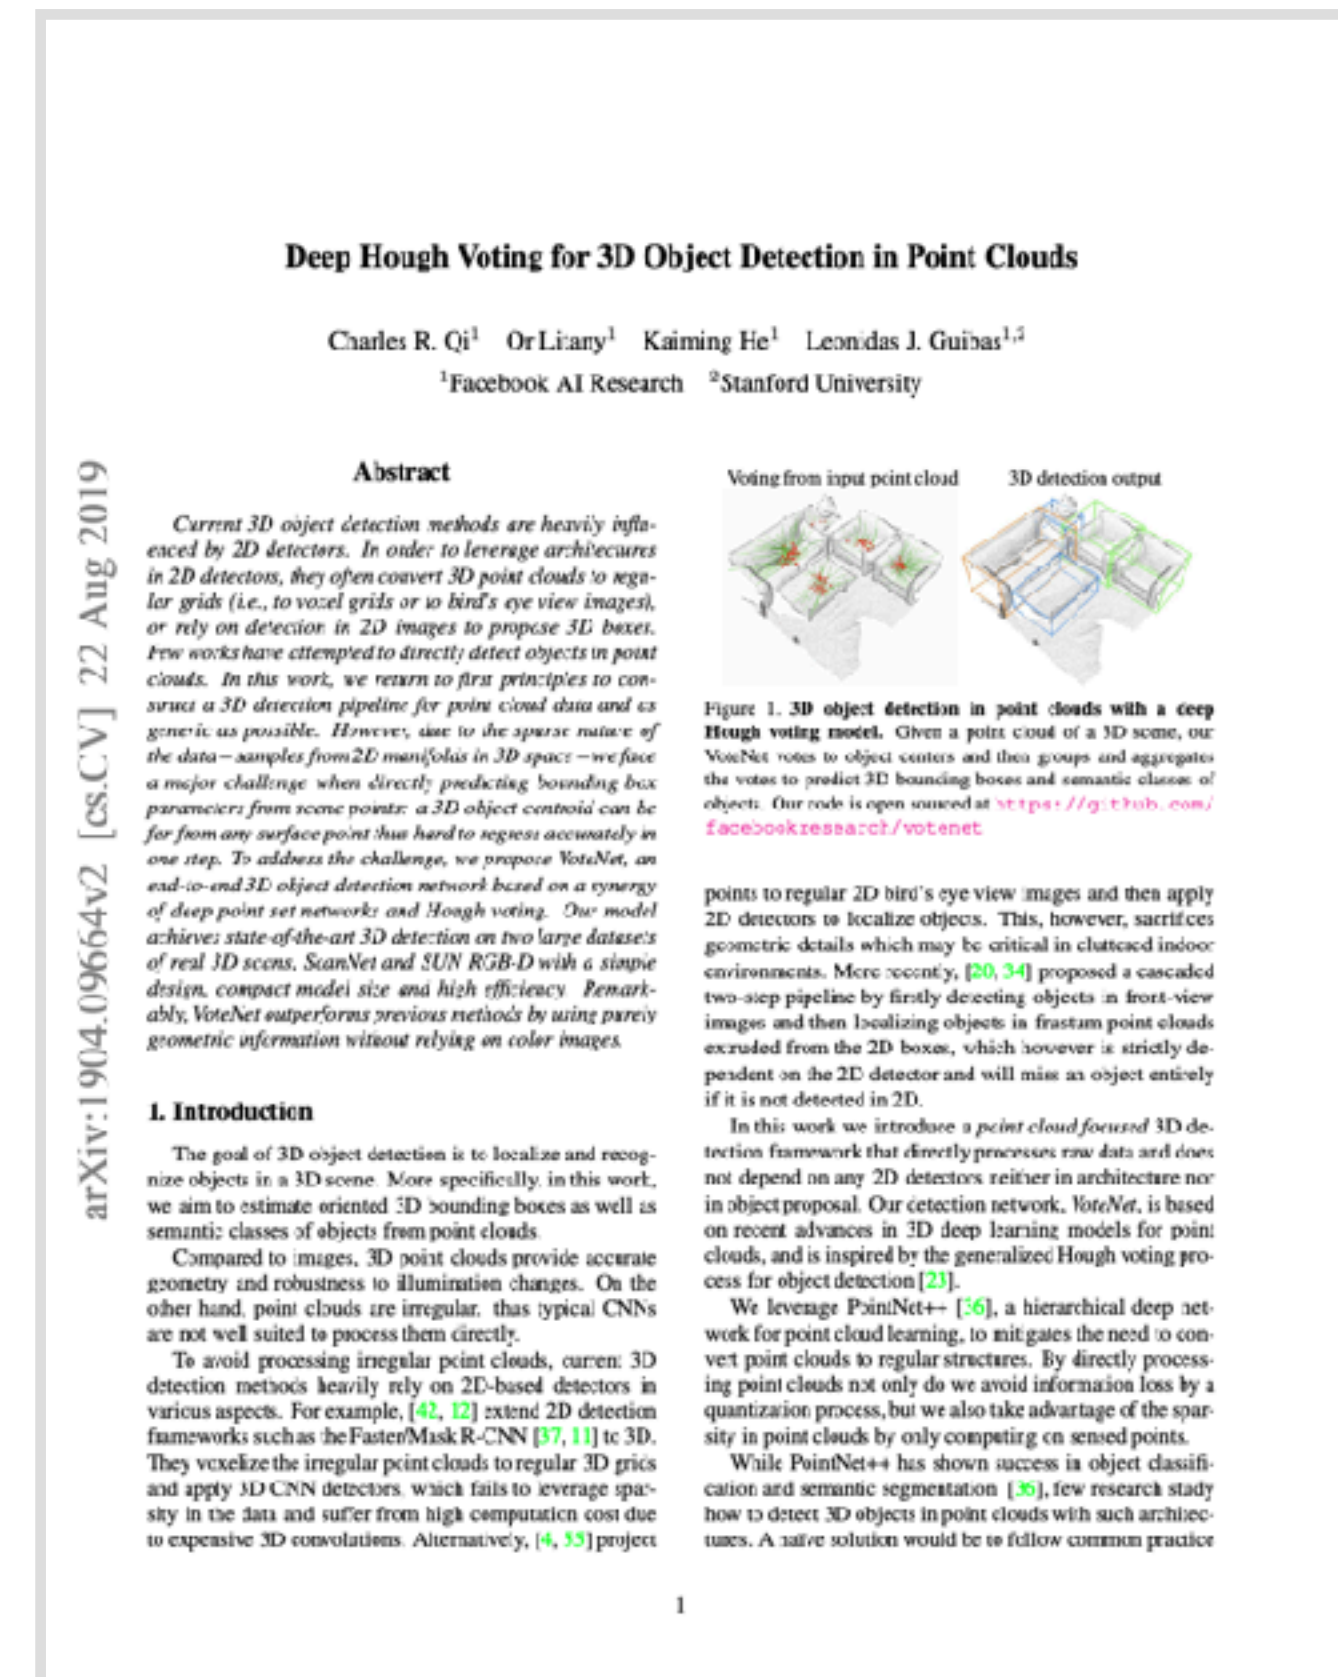 Deep Hough Voting for 3D Object Detection in Point Clouds
Charles R. Qi1 Or Litany1 Kaiming He1 Leonidas J. Guibas1,2
1Facebook AI Research 2Stanford University
arXiv:1904.09664v2 [cs.CV] 22 Aug 2019
Abstract
Current 3D object detection methods are heavily influ-
enced by 2D detectors. In order to leverage architectures
in 2D detectors, they often convert 3D point clouds to regu-
lar grids (i.e., to voxel grids or to bird's eye view images),
or rely on detection in 2D images to propose 3D boxes.
Few works have attempted to directly detect objects in point
clouds. In this work, we return to first principles to con-
struct a 3D detection pipeline for point cloud data and as
generic as possible. However, due to the sparse nature of
the data – samples from 2D manifolds in 3D space – we face
a major challenge when directly predicting bounding box
parameters from scene points: a 3D object centroid can be
far from any surface point thus hard to regress accurately in
one step. To address the challenge, we propose VoteNet, an
end-to-end 3D object detection network based on a synergy
of deep point set networks and Hough voting. Our model
achieves state-of-the-art 3D detection on two large datasets
of real 3D scans, ScanNet and SUN RGB-D with a simple
design, compact model size and high efficiency. Remark-
ably, VoteNet outperforms previous methods by using purely
geometric information without relying on color images.
1. Introduction
The goal of 3D object detection is to localize and recog-
nize objects in a 3D scene. More specifically, in this work,
we aim to estimate oriented 3D bounding boxes as well as
semantic classes of objects from point clouds.
Compared to images, 3D point clouds provide accurate
geometry and robustness to illumination changes. On the
other hand, point clouds are irregular, thus typical CNNs
are not well suited to process them directly.
To avoid processing irregular point clouds, current 3D
detection methods heavily rely on 2D-based detectors in
various aspects. For example, [42, 12] extend 2D detection
frameworks such as the Faster/Mask R-CNN [37, 11] to 3D.
They voxelize the irregular point clouds to regular 3D grids
and apply 3D CNN detectors, which fails to leverage spar-
sity in the data and suffer from high computation cost due
to expensive 3D convolutions. Alternatively, [4, 55] project
Voting from input point cloud 3D detection output
Figure 1. 3D object detection in point clouds with a deep
Hough voting model. Given a point cloud of a 3D scene, our
VoteNet votes to object centers and then groups and aggregates
the votes to predict 3D bounding boxes and semantic classes of
objects. Our code is open sourced at https://github.com/
facebookresearch/votenet
points to regular 2D bird's eye view images and then apply
2D detectors to localize objects. This, however, sacrifices
geometric details which may be critical in cluttered indoor
environments. More recently, [20, 34] proposed a cascaded
two-step pipeline by firstly detecting objects in front-view
images and then localizing objects in frustum point clouds
extruded from the 2D boxes, which however is strictly de-
pendent on the 2D detector and will miss an object entirely
if it is not detected in 2D.
In this work we introduce a point cloud focused 3D de-
tection framework that directly processes raw data and does
not depend on any 2D detectors neither in architecture nor
in object proposal. Our detection network, VoteNet, is based
on recent advances in 3D deep learning models for point
clouds, and is inspired by the generalized Hough voting pro-
cess for object detection [23].
We leverage PointNet++ [36], a hierarchical deep net-
work for point cloud learning, to mitigates the need to con-
vert point clouds to regular structures. By directly process-
ing point clouds not only do we avoid information loss by a
quantization process, but we also take advantage of the spar-
sity in point clouds by only computing on sensed points.
While PointNet++ has shown success in object classifi-
cation and semantic segmentation [36], few research study
how to detect 3D objects in point clouds with such architec-
tures. A naïve solution would be to follow common practice
1